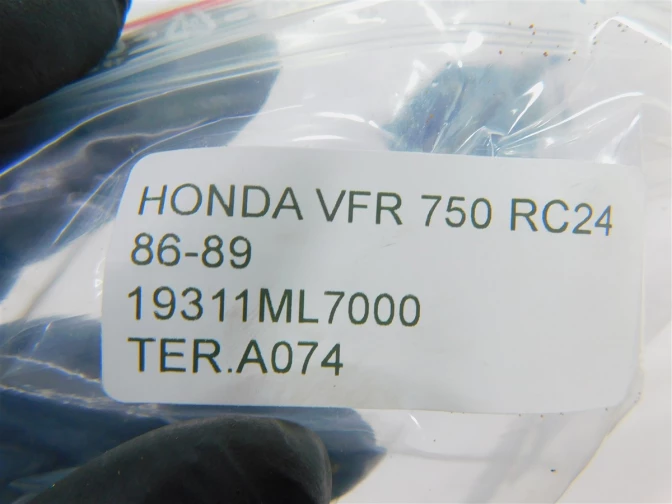 HONDA VFR 750 RC24
86-89
19311ML7000
TER.A074